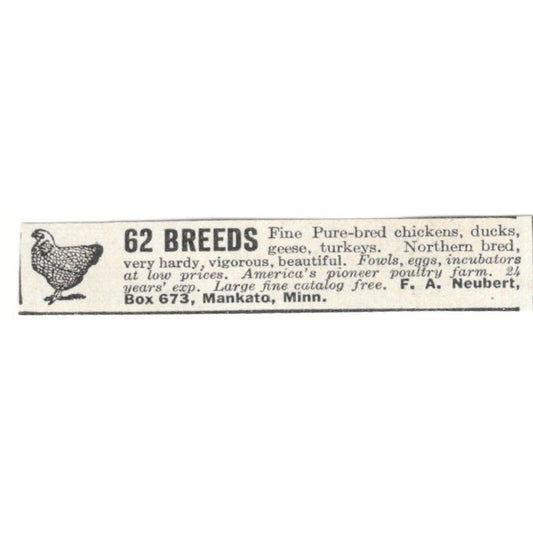 62 BREEDS Fine Pure-bred chickens, ducks,
geese, turkeys. Northern bred,
very hardy, vigorous, beautiful. Fowls, eggs, incubators
at low prices. America's pioneer poultry farm. 24
years' exp. Large fine catalog free. F. A. Neubert,
Box 673, Mankato, Minn.